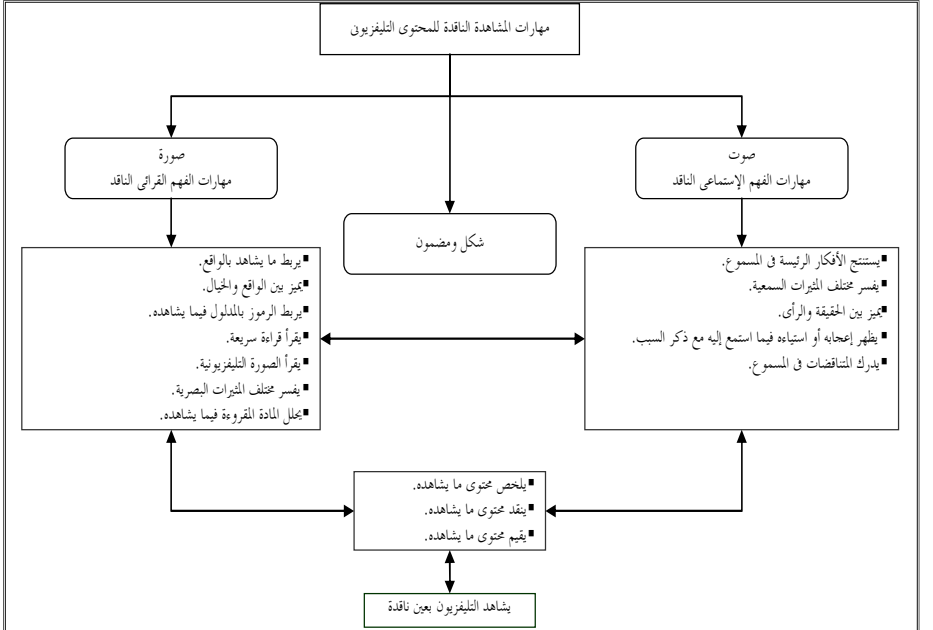 مهارات المشاهدة الناقدة للمحتوى التليفزيونى
صوت
مهارات الفهم الإستماعى الناقد
صورة
مهارات الفهم القرائى الناقد
شكل ومضمون
▪يستنتج الأفكار الرئيسة فى المسموع.
▪يفسر مختلف المثيرات السمعية.
▪يميز بين الحقيقة والرأى.
▪يظهر إعجابه أو استياءه فيما استمع إليه مع ذكر السبب.
▪يدرك المتناقضات فى المسموع.
▪يربط ما يشاهد بالواقع.
▪يميز بين الواقع والخيال.
▪يربط الرموز بالمدلول فيما يشاهده.
▪يقرأ قراءة سريعة.
▪يقرأ الصورة التليفزيونية.
▪يفسر مختلف المثيرات البصرية.
▪يحلل المادة المقروءة فيما يشاهده.
▪يلخص محتوى ما يشاهده.
▪ينقد محتوى ما يشاهده.
▪يقيم محتوى ما يشاهده.
يشاهد التليفزيون بعين ناقدة